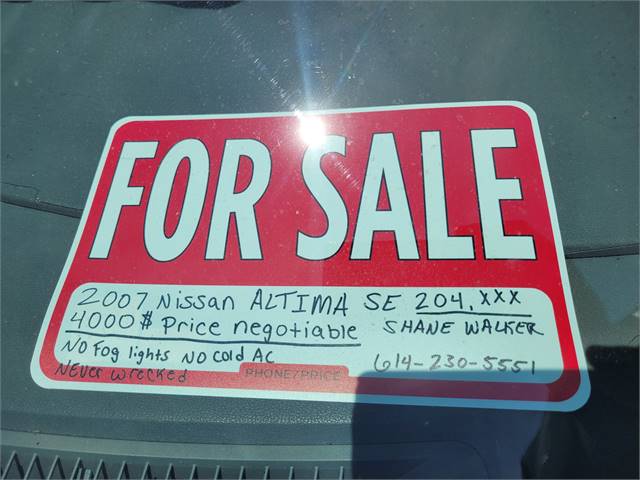 FOR SALE
2007 Nissan ALTIMA SE 204,xxx
4000$ Price negotiable SHANE WALKER
No Fog lights No cold AC 614-230-5551
Never wrecked PHONE/PRICE